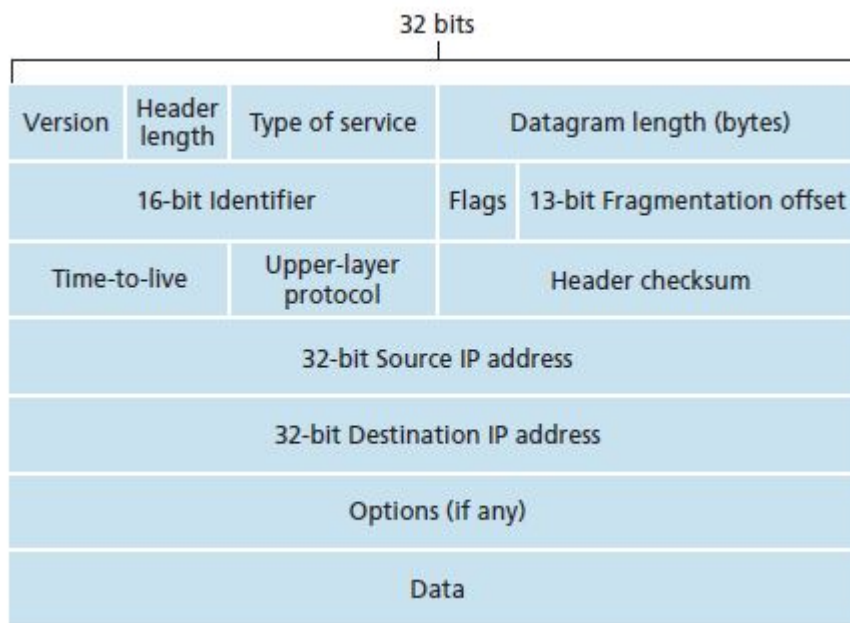 32 bits
Version
Header
length
Type of service
Datagram length (bytes)
16-bit Identifier
Flags
13-bit Fragmentation offset
Time-to-live
Upper-layer
protocol
Header checksum
32-bit Source IP address
32-bit Destination IP address
Options (if any)
Data